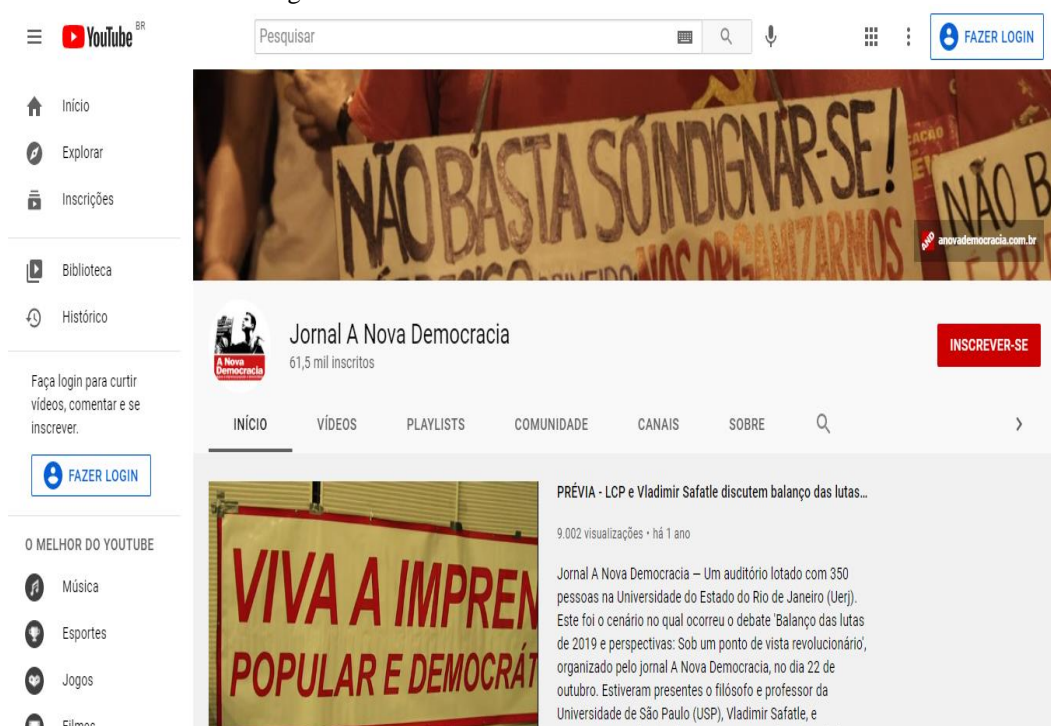 YouTube BR
Pesquisar
FAZER LOGIN
Início
Explorar
Inscrições
Biblioteca
Histórico
Faça login para curtir
vídeos, comentar e se
inscrever.
FAZER LOGIN
O MELHOR DO YOUTUBE
Música
Esportes
Jogos
Filmes
NÃO BASTA SÓ INDIGNAR-SE!
NOS ORGANIZARMOS
NÃO B
AND anovademocracia.com.br
A Nova
Democracia
Jornal A Nova Democracia
61,5 mil inscritos
INSCREVER-SE
INÍCIO VÍDEOS PLAYLISTS COMUNIDADE CANAIS SOBRE
VIVA A IMPREN
POPULAR E DEMOCRÁT
PRÉVIA - LCP e Vladimir Safatle discutem balanço das lutas...
9.002 visualizações • há 1 ano
Jornal A Nova Democracia – Um auditório lotado com 350
pessoas na Universidade do Estado do Rio de Janeiro (Uerj).
Este foi o cenário no qual ocorreu o debate 'Balanço das lutas
de 2019 e perspectivas: Sob um ponto de vista revolucionário',
organizado pelo jornal A Nova Democracia, no dia 22 de
outubro. Estiveram presentes o filósofo e professor da
Universidade de São Paulo (USP), Vladimir Safatle, e